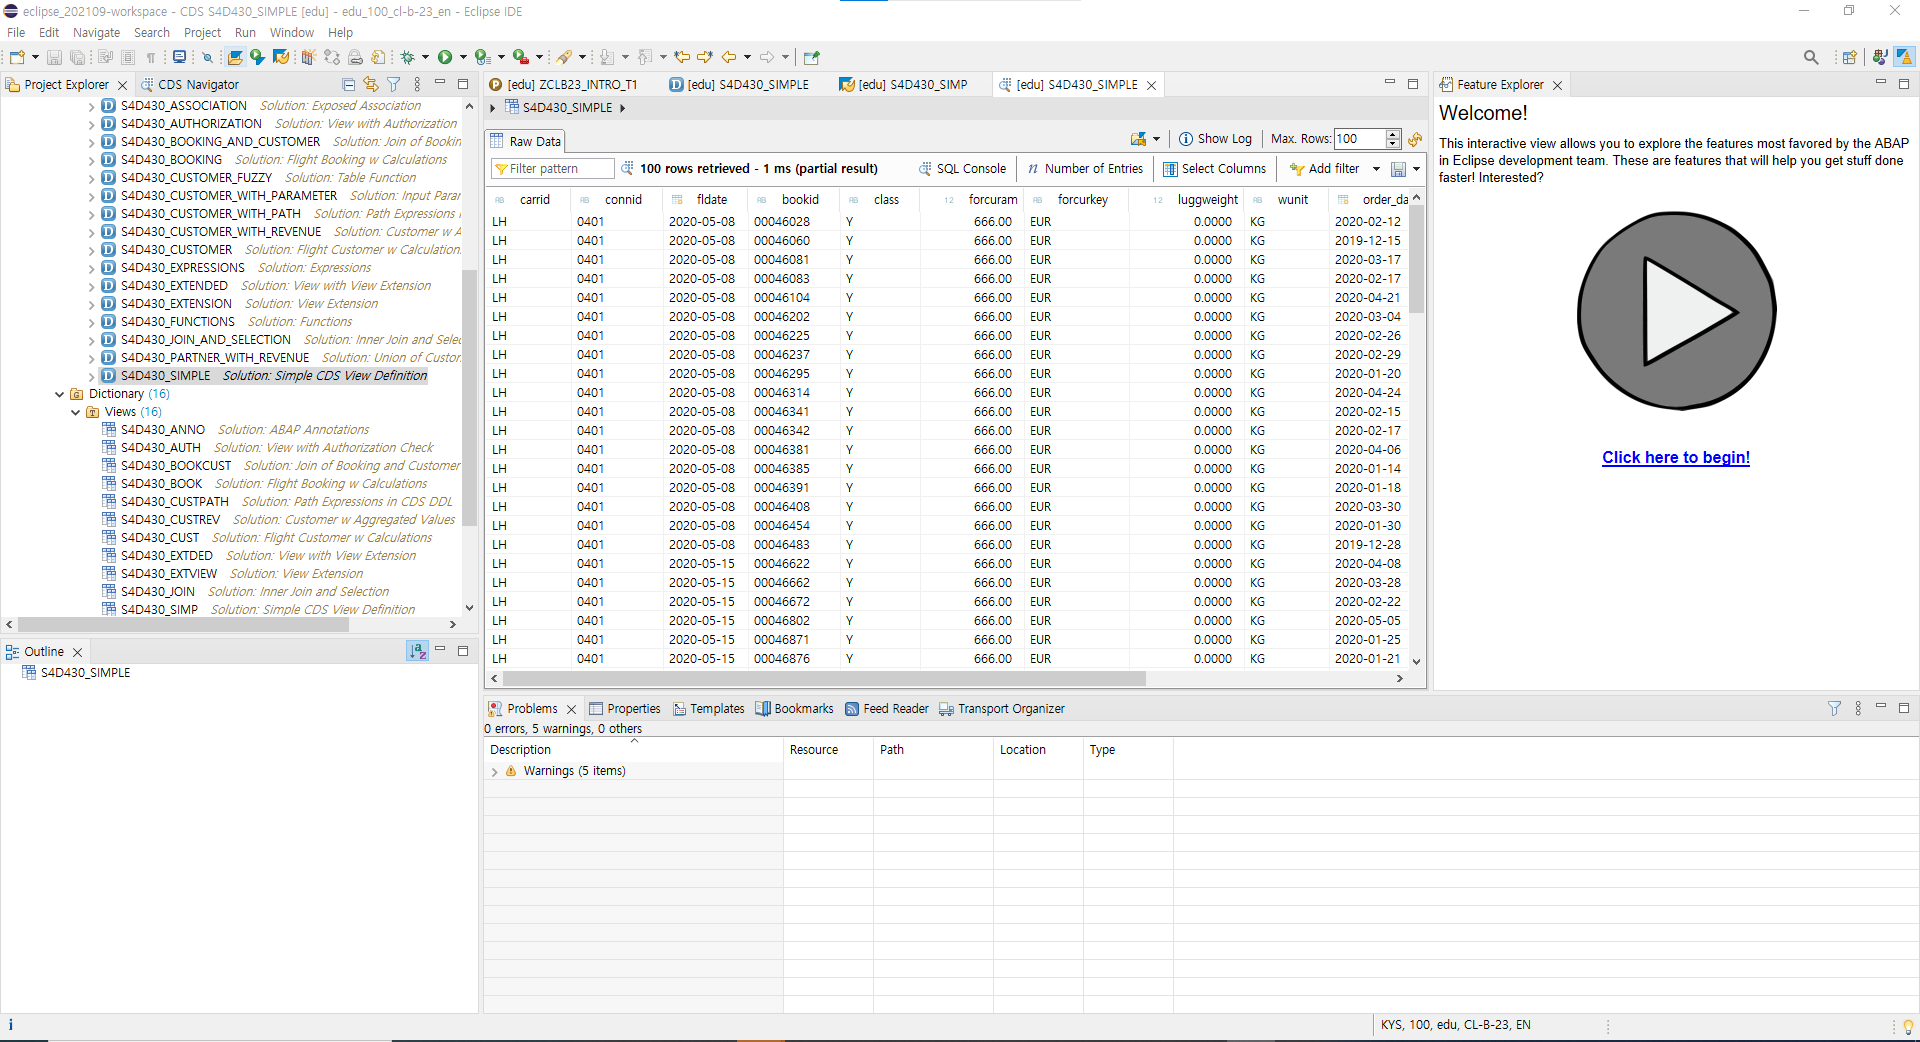 eclipse_202109-workspace - CDS S4D430_SIMPLE [edu] - edu_100_cl-b-23_en - Eclipse IDE
File Edit Navigate Search Project Run Window Help
Project Explorer CDS Navigator
S4D430_ASSOCIATION Solution: Exposed Association
S4D430_AUTHORIZATION Solution: View with Authorization
S4D430_BOOKING_AND_CUSTOMER Solution: Join of Bookin
S4D430_BOOKING Solution: Flight Booking w Calculations
S4D430_CUSTOMER_FUZZY Solution: Table Function
S4D430_CUSTOMER_WITH_PARAMETER Solution: Input Parar
S4D430_CUSTOMER_WITH_PATH Solution: Path Expressions i
S4D430_CUSTOMER_WITH_REVENUE Solution: Customer w A
S4D430_CUSTOMER Solution: Flight Customer w Calculation
S4D430_EXPRESSIONS Solution: Expressions
S4D430_EXTENDED Solution: View with View Extension
S4D430_EXTENSION Solution: View Extension
S4D430_FUNCTIONS Solution: Functions
S4D430_JOIN_AND_SELECTION Solution: Inner Join and Selec
S4D430_PARTNER_WITH_REVENUE Solution: Union of Custor
S4D430_SIMPLE Solution: Simple CDS View Definition
Dictionary (16)
Views (16)
S4D430_ANNO Solution: ABAP Annotations
S4D430_AUTH Solution: View with Authorization Check
S4D430_BOOKCUST Solution: Join of Booking and Customer
S4D430_BOOK Solution: Flight Booking w Calculations
S4D430_CUSTPATH Solution: Path Expressions in CDS DDL
S4D430_CUSTREV Solution: Customer w Aggregated Values
S4D430_CUST Solution: Flight Customer w Calculations
S4D430_EXTDED Solution: View with View Extension
S4D430_EXTVIEW Solution: View Extension
S4D430_JOIN Solution: Inner Join and Selection
S4D430_SIMP Solution: Simple CDS View Definition
Outline
S4D430_SIMPLE
[edu] ZCLB23_INTRO_T1 [edu] S4D430_SIMPLE [edu] S4D430_SIMP [edu] S4D430_SIMPLE
S4D430_SIMPLE
Raw Data Show Log Max. Rows: 100
Filter pattern 100 rows retrieved - 1 ms (partial result) SQL Console Number of Entries Select Columns Add filter
carrid connid fldate bookid class forcuram forcurkey luggweight wunit order_da
LH 0401 2020-05-08 00046028 Y 666.00 EUR 0.0000 KG 2020-02-12
LH 0401 2020-05-08 00046060 Y 666.00 EUR 0.0000 KG 2019-12-15
LH 0401 2020-05-08 00046081 Y 666.00 EUR 0.0000 KG 2020-03-17
LH 0401 2020-05-08 00046083 Y 666.00 EUR 0.0000 KG 2020-02-17
LH 0401 2020-05-08 00046104 Y 666.00 EUR 0.0000 KG 2020-04-21
LH 0401 2020-05-08 00046202 Y 666.00 EUR 0.0000 KG 2020-03-04
LH 0401 2020-05-08 00046225 Y 666.00 EUR 0.0000 KG 2020-02-26
LH 0401 2020-05-08 00046237 Y 666.00 EUR 0.0000 KG 2020-02-29
LH 0401 2020-05-08 00046295 Y 666.00 EUR 0.0000 KG 2020-01-20
LH 0401 2020-05-08 00046314 Y 666.00 EUR 0.0000 KG 2020-04-24
LH 0401 2020-05-08 00046341 Y 666.00 EUR 0.0000 KG 2020-02-15
LH 0401 2020-05-08 00046342 Y 666.00 EUR 0.0000 KG 2020-02-17
LH 0401 2020-05-08 00046381 Y 666.00 EUR 0.0000 KG 2020-04-06
LH 0401 2020-05-08 00046385 Y 666.00 EUR 0.0000 KG 2020-01-14
LH 0401 2020-05-08 00046391 Y 666.00 EUR 0.0000 KG 2020-01-18
LH 0401 2020-05-08 00046408 Y 666.00 EUR 0.0000 KG 2020-03-30
LH 0401 2020-05-08 00046454 Y 666.00 EUR 0.0000 KG 2020-01-30
LH 0401 2020-05-08 00046483 Y 666.00 EUR 0.0000 KG 2019-12-28
LH 0401 2020-05-15 00046622 Y 666.00 EUR 0.0000 KG 2020-04-08
LH 0401 2020-05-15 00046662 Y 666.00 EUR 0.0000 KG 2020-03-28
LH 0401 2020-05-15 00046672 Y 666.00 EUR 0.0000 KG 2020-02-22
LH 0401 2020-05-15 00046802 Y 666.00 EUR 0.0000 KG 2020-05-05
LH 0401 2020-05-15 00046871 Y 666.00 EUR 0.0000 KG 2020-01-25
LH 0401 2020-05-15 00046876 Y 666.00 EUR 0.0000 KG 2020-01-21
Feature Explorer
Welcome!
This interactive view allows you to explore the features most favored by the ABAP
in Eclipse development team. These are features that will help you get stuff done
faster! Interested?
Click here to begin!
Problems Properties Templates Bookmarks Feed Reader Transport Organizer
0 errors, 5 warnings, 0 others
Description Resource Path Location Type
Warnings (5 items)
KYS, 100, edu, CL-B-23, EN